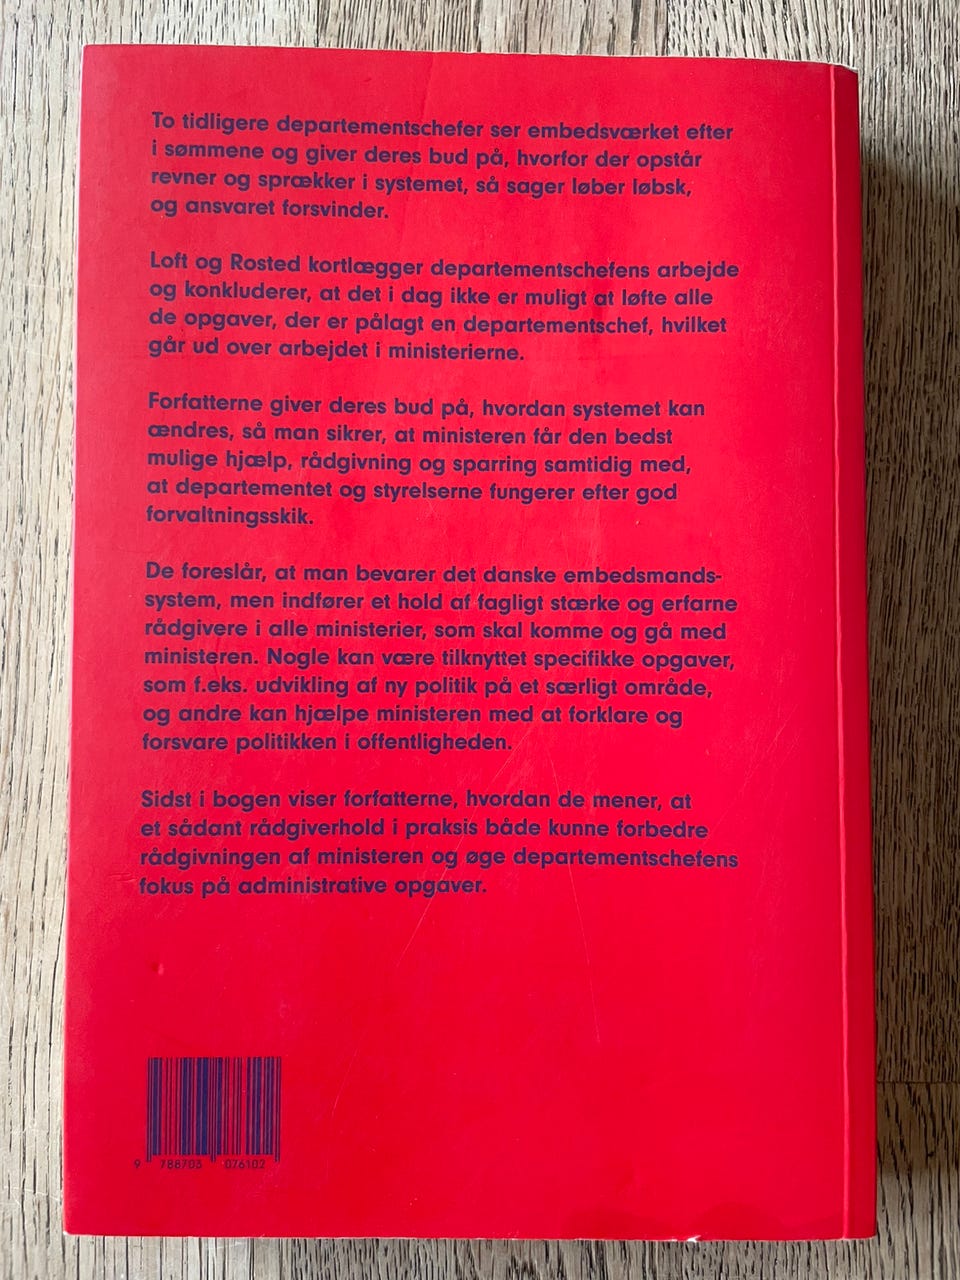 To tidligere departementschefer ser embedsværket efter
i sømmene og giver deres bud på, hvorfor der opstår
revner og sprækker i systemet, så sager løber løbsk,
og ansvaret forsvinder.
Loft og Rosted kortlægger departementschefens arbejde
og konkluderer, at det i dag ikke er muligt at løfte alle
de opgaver, der er pålagt en departementschef, hvilket
går ud over arbejdet i ministerierne.
Forfatterne giver deres bud på, hvordan systemet kan
ændres, så man sikrer, at ministeren får den bedst
mulige hjælp, rådgivning og sparring samtidig med,
at departementet og styrelserne fungerer efter god
forvaltningsskik.
De foreslår, at man bevarer det danske embedsmands-
system, men indfører et hold af fagligt stærke og erfarne
rådgivere i alle ministerier, som skal komme og gå med
ministeren. Nogle kan være tilknyttet specifikke opgaver,
som f.eks. udvikling af ny politik på et særligt område,
og andre kan hjælpe ministeren med at forklare og
forsvare politikken i offentligheden.
Sidst i bogen viser forfatterne, hvordan de mener, at
et sådant rådgiverhold i praksis både kunne forbedre
rådgivningen af ministeren og øge departementschefens
fokus på administrative opgaver.
9 788703 076102